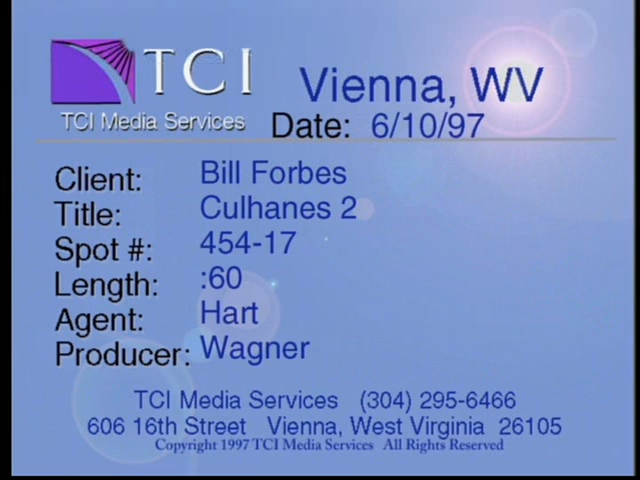 TCI
TCI Media Services
Vienna, WV
Date: 6/10/97
Client: Bill Forbes
Title: Culhanes 2
Spot #: 454-17
Length: :60
Agent: Hart
Producer: Wagner
TCI Media Services (304) 295-6466
606 16th Street Vienna, West Virginia 26105
Copyright 1997 TCI Media Services All Rights Reserved